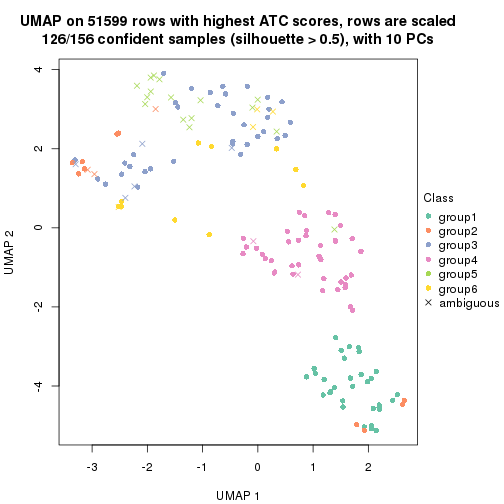 UMAP on 51599 rows with highest ATC scores, rows are scaled
126/156 confident samples (silhouette > 0.5), with 10 PCs
4
2
0
-2
-4
UMAP 2
-3
-2
-1
0
1
2
UMAP 1
Class
group1
group2
group3
group4
group5
group6
ambiguous